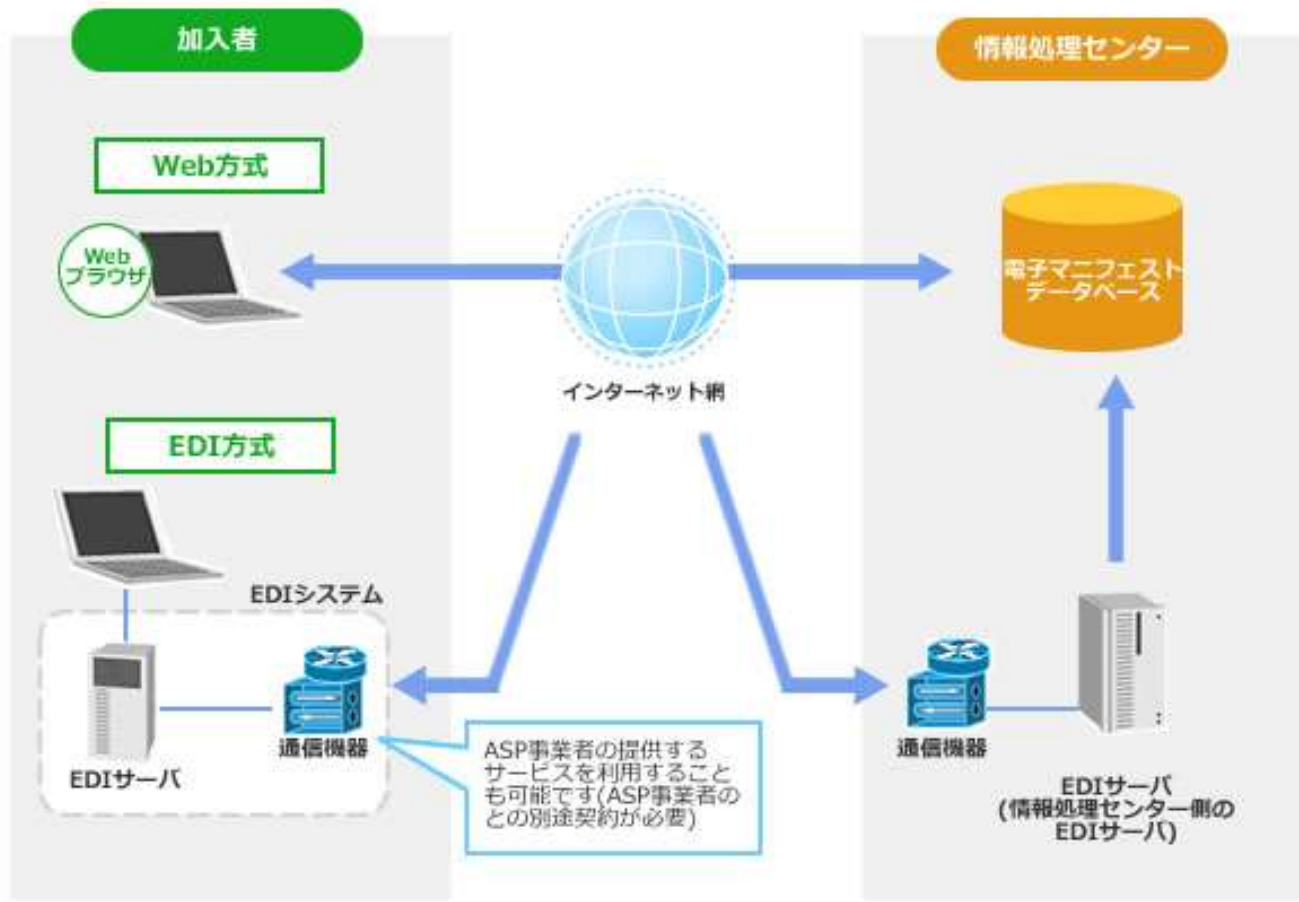 加入者
情報処理センター
Web方式
Web
ブラウザ
電子マニフェスト
データベース
インターネット網
EDI方式
EDIシステム
通信機器
EDIサーバ
ASP事業者の提供する
サービスを利用すること
も可能です(ASP事業者の
との別途契約が必要)
通信機器
EDIサーバ
(情報処理センター側の
EDIサーバ)